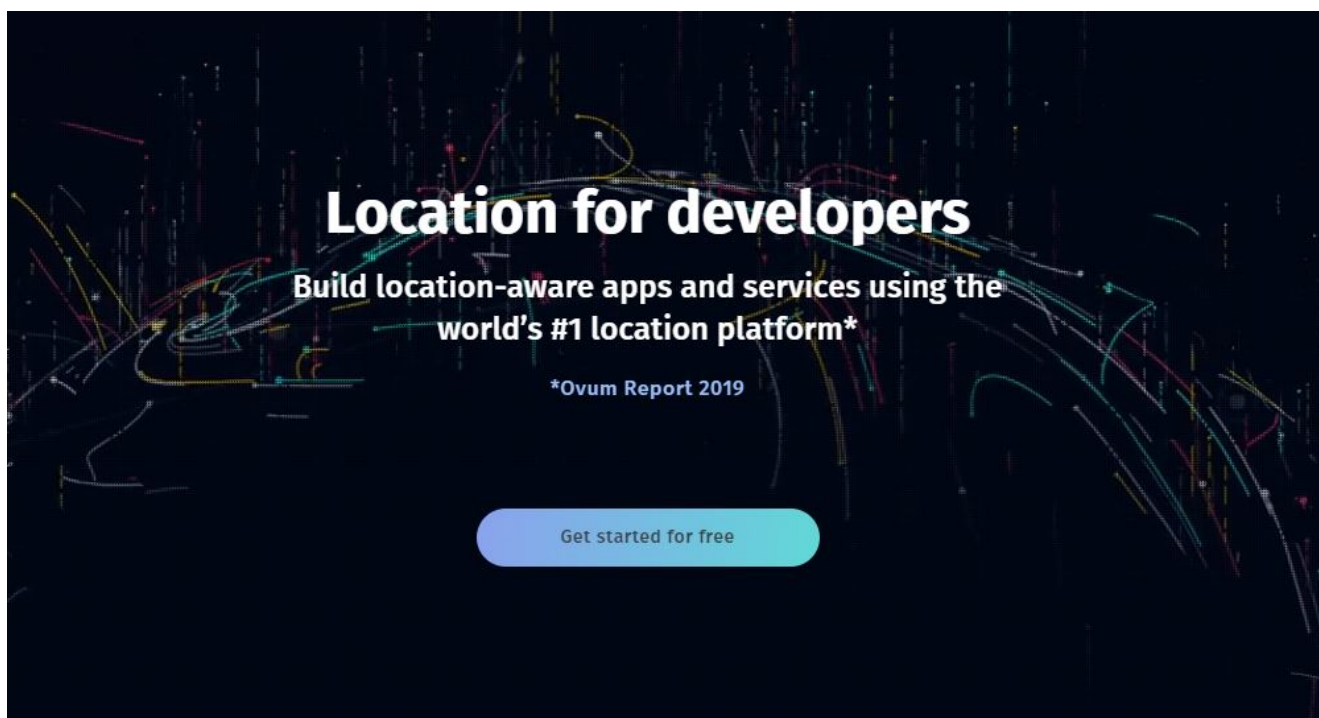 Location for developers
Build location-aware apps and services using the
world’s #1 location platform*
*Ovum Report 2019
Get started for free